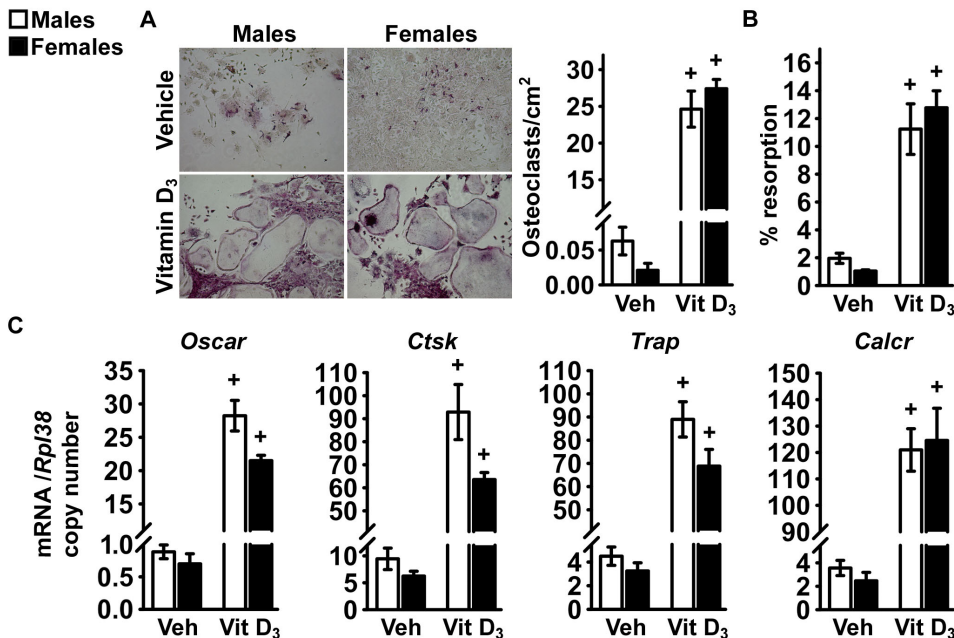 Males
Females
A
Males
Females
Vehicle
Vitamin D3
Osteoclasts/cm2
30
25
20
15
0.05
0.00
+
+
Veh
Vit D3
B
% resorption
16
14
12
10
8
6
4
2
0
+
+
Veh
Vit D3
C
mRNA /Rpl38
copy number
Oscar
35
30
25
20
15
10
1.0
0.5
0.0
+
+
Veh
Vit D3
Ctsk
110
100
90
80
70
60
50
10
5
0
+
+
Veh
Vit D3
Trap
110
90
70
50
4
2
0
+
+
Veh
Vit D3
Calcr
150
140
130
120
110
100
90
4
2
0
+
+
Veh
Vit D3